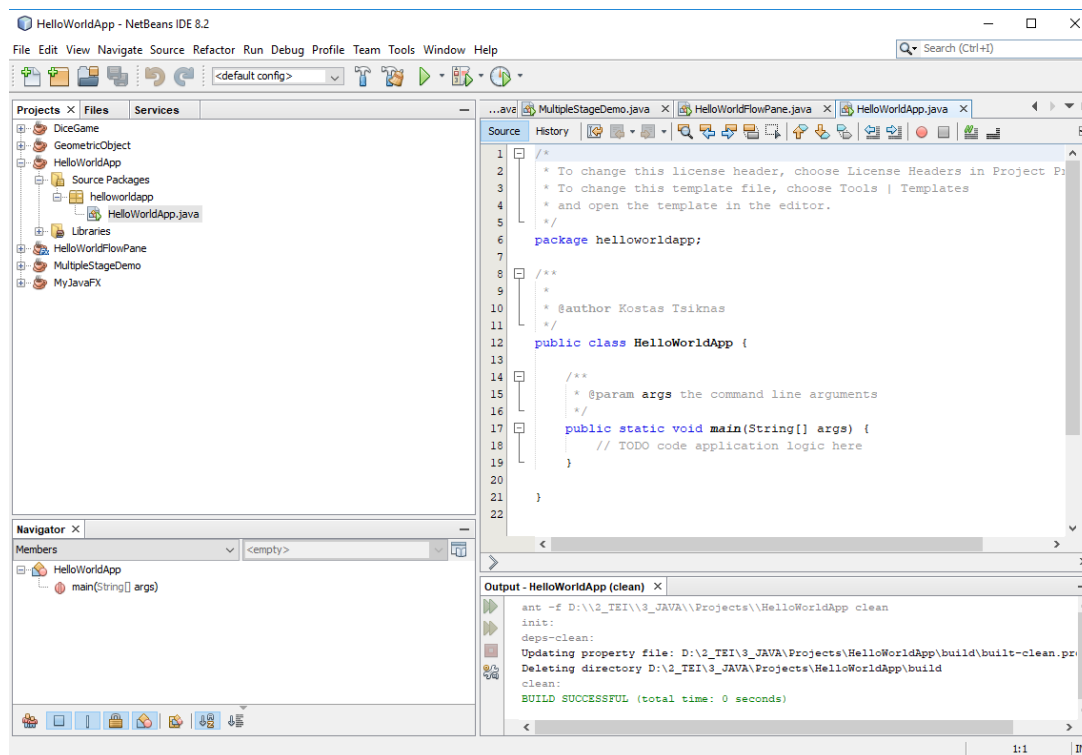 HelloWorldApp - NetBeans IDE 8.2
File Edit View Navigate Source Refactor Run Debug Profile Team Tools Window Help
Search (Ctrl+I)
<default config>
Projects Files Services
DiceGame
GeometricObject
HelloWorldApp
Source Packages
helloworldapp
HelloWorldApp.java
Libraries
HelloWorldFlowPane
MultipleStageDemo
MyJavaFX
Navigator
Members <empty>
HelloWorldApp
main(String[] args)
...ava MultipleStageDemo.java HelloWorldFlowPane.java HelloWorldApp.java
Source History
1 /*
2 * To change this license header, choose License Headers in Project Pr
3 * To change this template file, choose Tools | Templates
4 * and open the template in the editor.
5 */
6 package helloworldapp;
7
8 /**
9 *
10 * @author Kostas Tsiknas
11 */
12 public class HelloWorldApp {
13
14 /**
15 * @param args the command line arguments
16 */
17 public static void main(String[] args) {
18 // TODO code application logic here
19 }
20
21 }
22
Output - HelloWorldApp (clean)
ant -f D:\\2_TEI\\3_JAVA\\Projects\\HelloWorldApp clean
init:
deps-clean:
Updating property file: D:\2_TEI\3_JAVA\Projects\HelloWorldApp\build\built-clean.pro
Deleting directory D:\2_TEI\3_JAVA\Projects\HelloWorldApp\build
clean:
BUILD SUCCESSFUL (total time: 0 seconds)
1:1